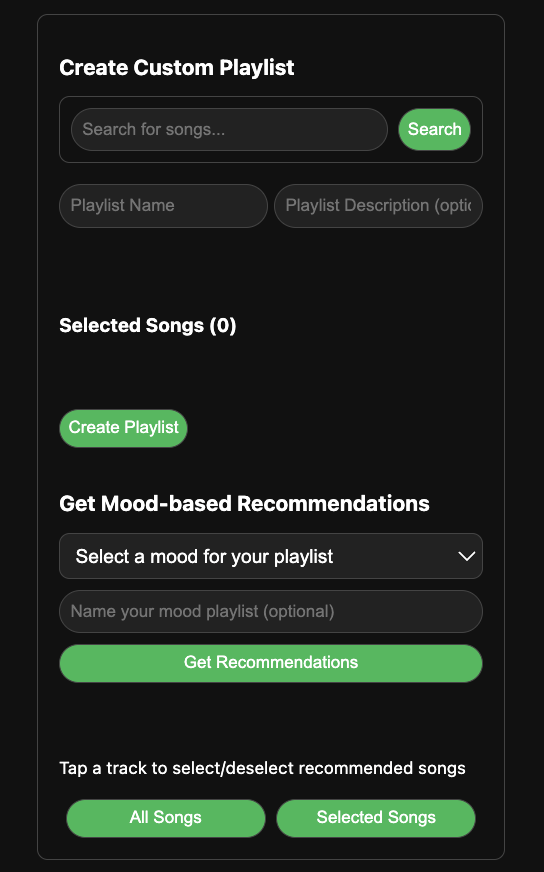 Create Custom Playlist
Search for songs...
Search
Playlist Name
Playlist Description (optic
Selected Songs (0)
Create Playlist
Get Mood-based Recommendations
Select a mood for your playlist
Name your mood playlist (optional)
Get Recommendations
Tap a track to select/deselect recommended songs
All Songs
Selected Songs